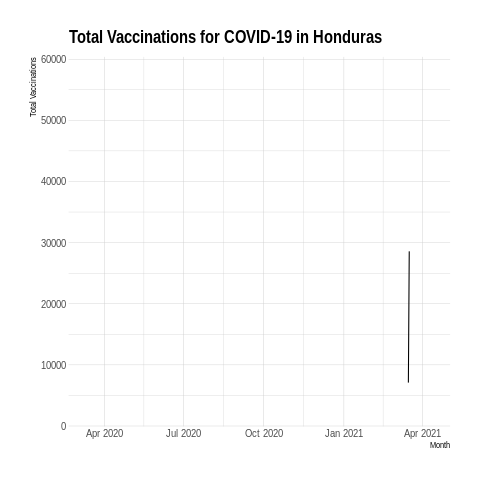 Total Vaccinations for COVID-19 in Honduras
Total Vaccinations
60000
50000
40000
30000
20000
10000
0
Apr 2020 Jul 2020 Oct 2020 Jan 2021 Apr 2021
Month